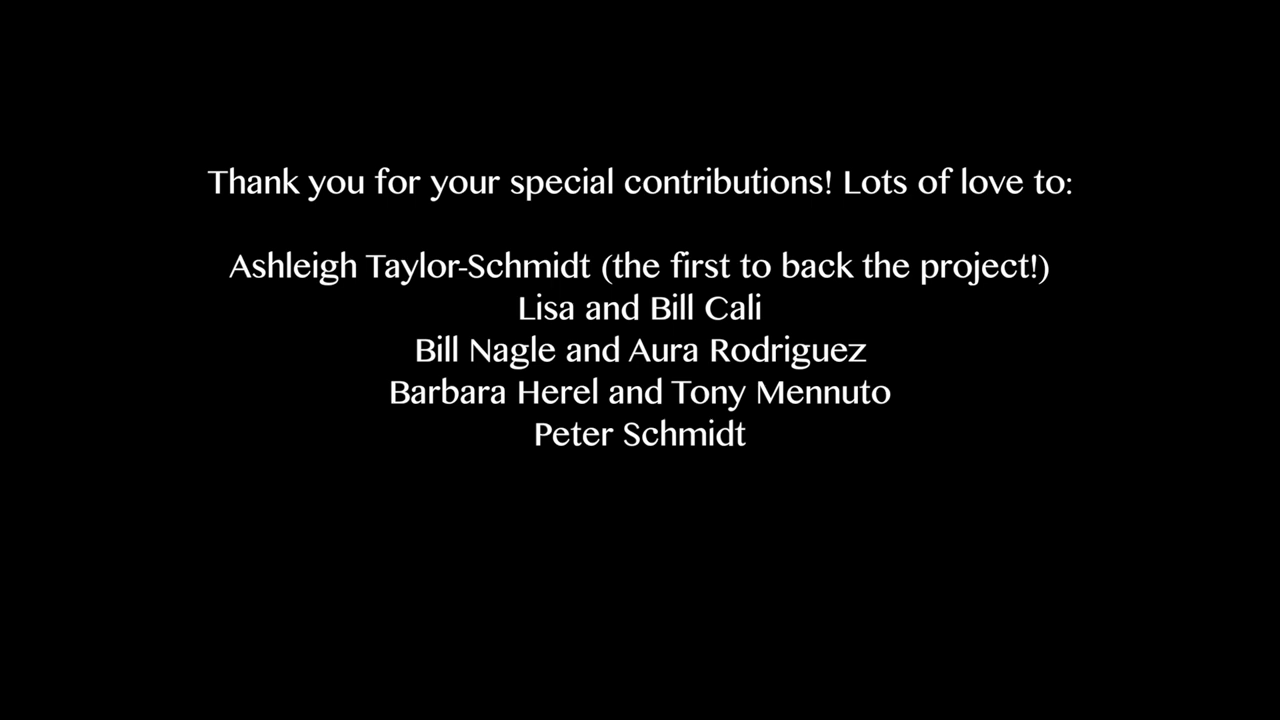 Thank you for your special contributions! Lots of love to:
Ashleigh Taylor-Schmidt (the first to back the project!)
Lisa and Bill Cali
Bill Nagle and Aura Rodriguez
Barbara Herel and Tony Mennuto
Peter Schmidt